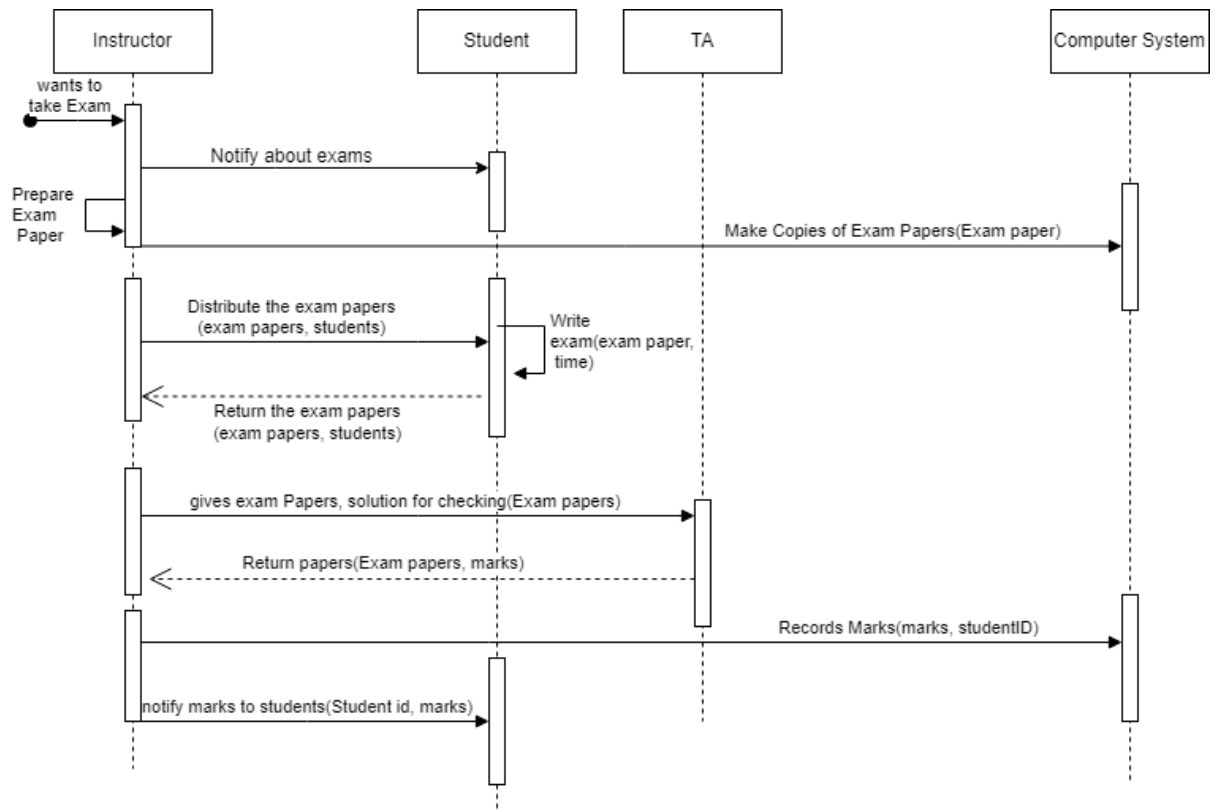 Instructor
Student
TA
Computer System
wants to
take Exam
Notify about exams
Prepare
Exam
Paper
Make Copies of Exam Papers(Exam paper)
Distribute the exam papers
(exam papers, students)
Write
exam(exam paper,
time)
Return the exam papers
(exam papers, students)
gives exam Papers, solution for checking(Exam papers)
Return papers(Exam papers, marks)
Records Marks(marks, studentID)
notify marks to students(Student id, marks)